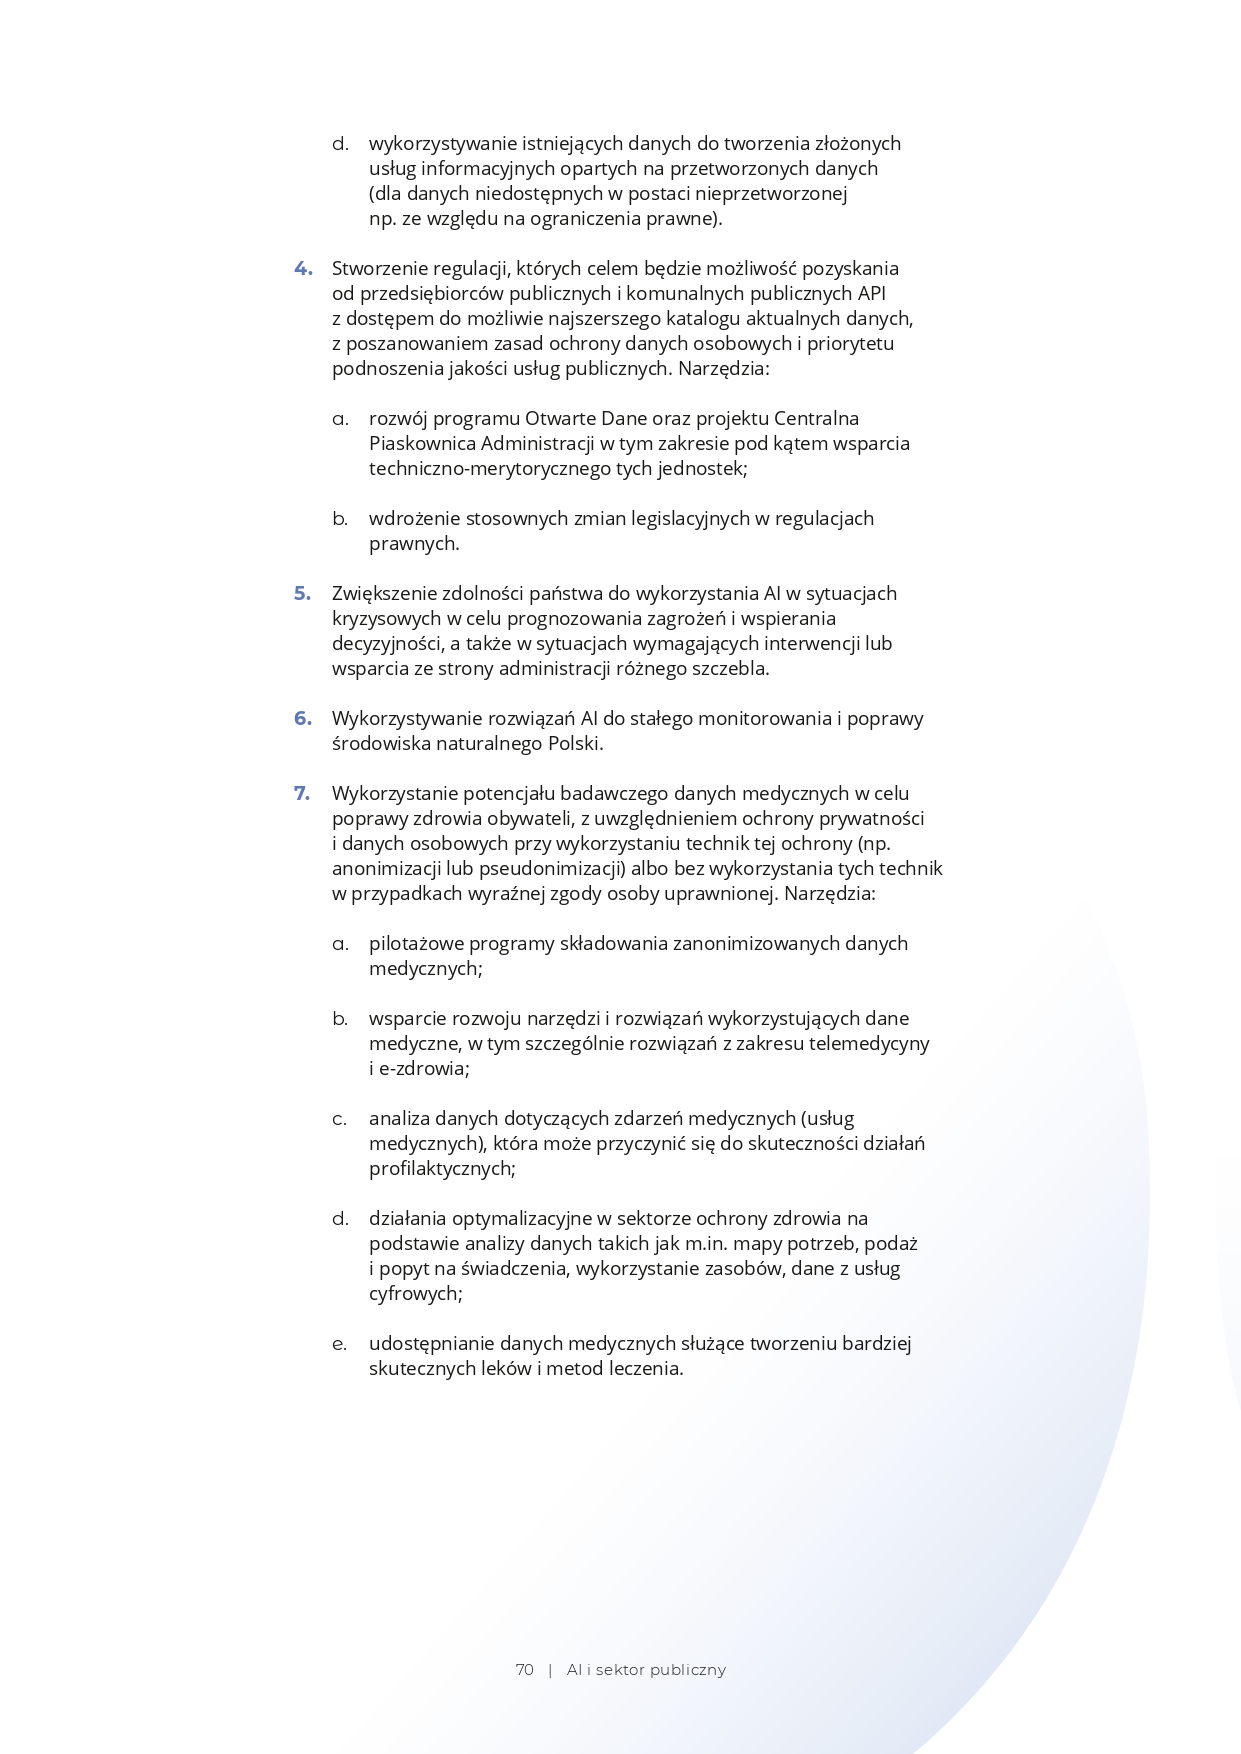 d. wykorzystywanie istniejących danych do tworzenia złożonych
usług informacyjnych opartych na przetworzonych danych
(dla danych niedostępnych w postaci nieprzetworzonej
np. ze względu na ograniczenia prawne).
4. Stworzenie regulacji, których celem będzie możliwość pozyskania
od przedsiębiorców publicznych i komunalnych publicznych API
z dostępem do możliwie najszerszego katalogu aktualnych danych,
z poszanowaniem zasad ochrony danych osobowych i priorytetu
podnoszenia jakości usług publicznych. Narzędzia:
a. rozwój programu Otwarte Dane oraz projektu Centralna
Piaskownica Administracji w tym zakresie pod kątem wsparcia
techniczno-merytorycznego tych jednostek;
b. wdrożenie stosownych zmian legislacyjnych w regulacjach
prawnych.
5. Zwiększenie zdolności państwa do wykorzystania AI w sytuacjach
kryzysowych w celu prognozowania zagrożeń i wspierania
decyzyjności, a także w sytuacjach wymagających interwencji lub
wsparcia ze strony administracji różnego szczebla.
6. Wykorzystywanie rozwiązań AI do stałego monitorowania i poprawy
środowiska naturalnego Polski.
7. Wykorzystanie potencjału badawczego danych medycznych w celu
poprawy zdrowia obywateli, z uwzględnieniem ochrony prywatności
i danych osobowych przy wykorzystaniu technik tej ochrony (np.
anonimizacji lub pseudonimizacji) albo bez wykorzystania tych technik
w przypadkach wyraźnej zgody osoby uprawnionej. Narzędzia:
a. pilotażowe programy składowania zanonimizowanych danych
medycznych;
b. wsparcie rozwoju narzędzi i rozwiązań wykorzystujących dane
medyczne, w tym szczególnie rozwiązań z zakresu telemedycyny
i e-zdrowia;
c. analiza danych dotyczących zdarzeń medycznych (usług
medycznych), która może przyczynić się do skuteczności działań
profilaktycznych;
d. działania optymalizacyjne w sektorze ochrony zdrowia na
podstawie analizy danych takich jak m.in. mapy potrzeb, podaż
i popyt na świadczenia, wykorzystanie zasobów, dane z usług
cyfrowych;
e. udostępnianie danych medycznych służące tworzeniu bardziej
skutecznych leków i metod leczenia.
70 | AI i sektor publiczny